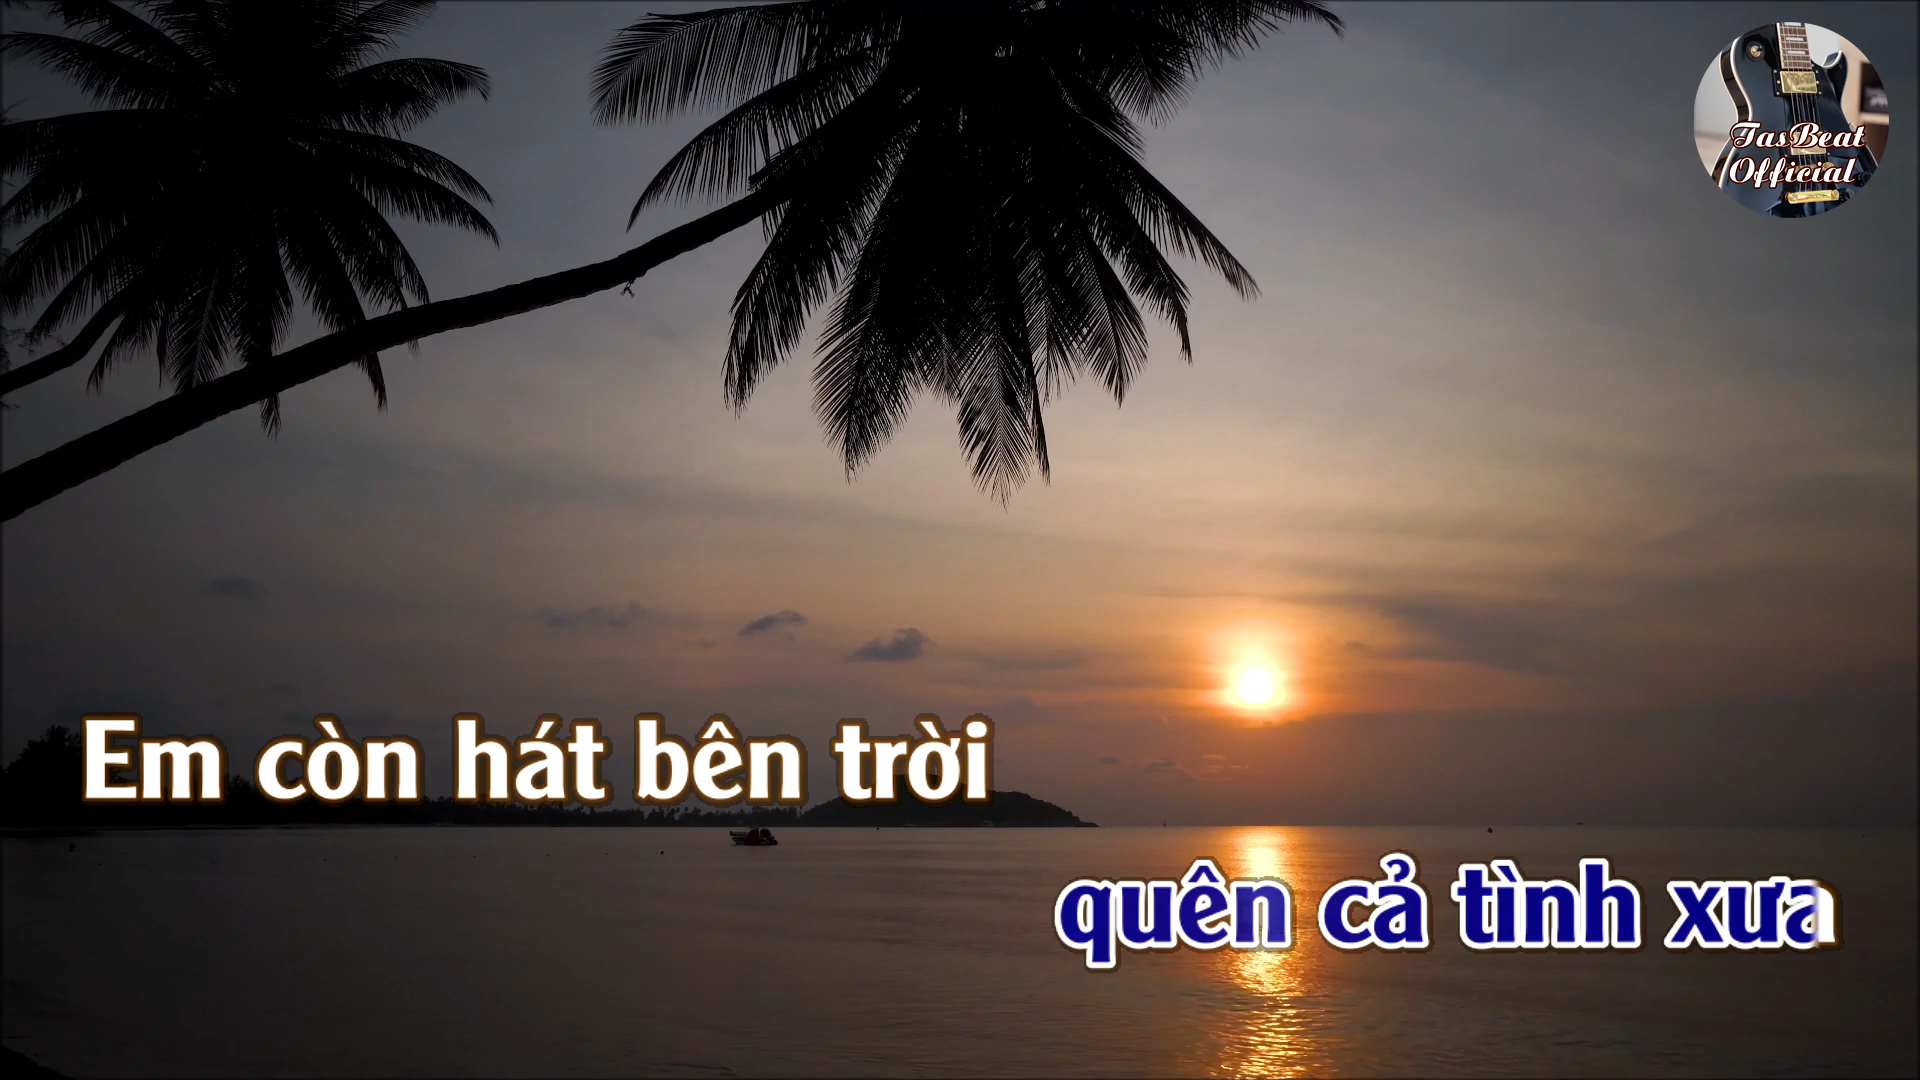 TasBeat
Official
Em còn hát bên trời
quên cả tình xưa